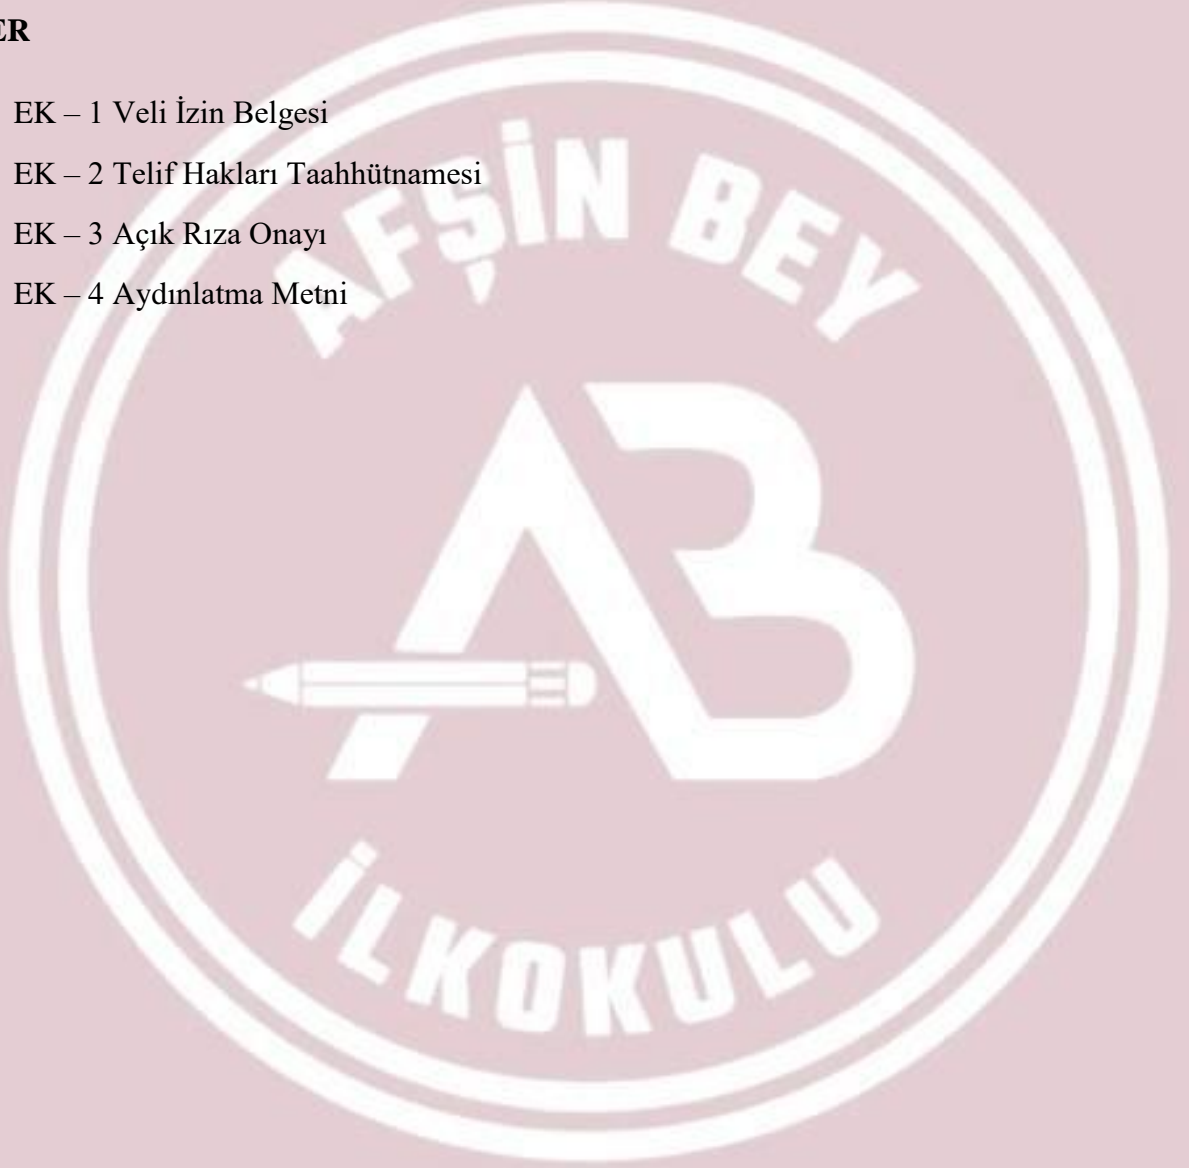 ER
EK – 1 Veli İzin Belgesi
EK – 2 Telif Hakları Taahhütnamesi
EK – 3 Açık Rıza Onayı
EK – 4 Aydınlatma Metni
AFŞİN BEY
AB
İLKOKULU